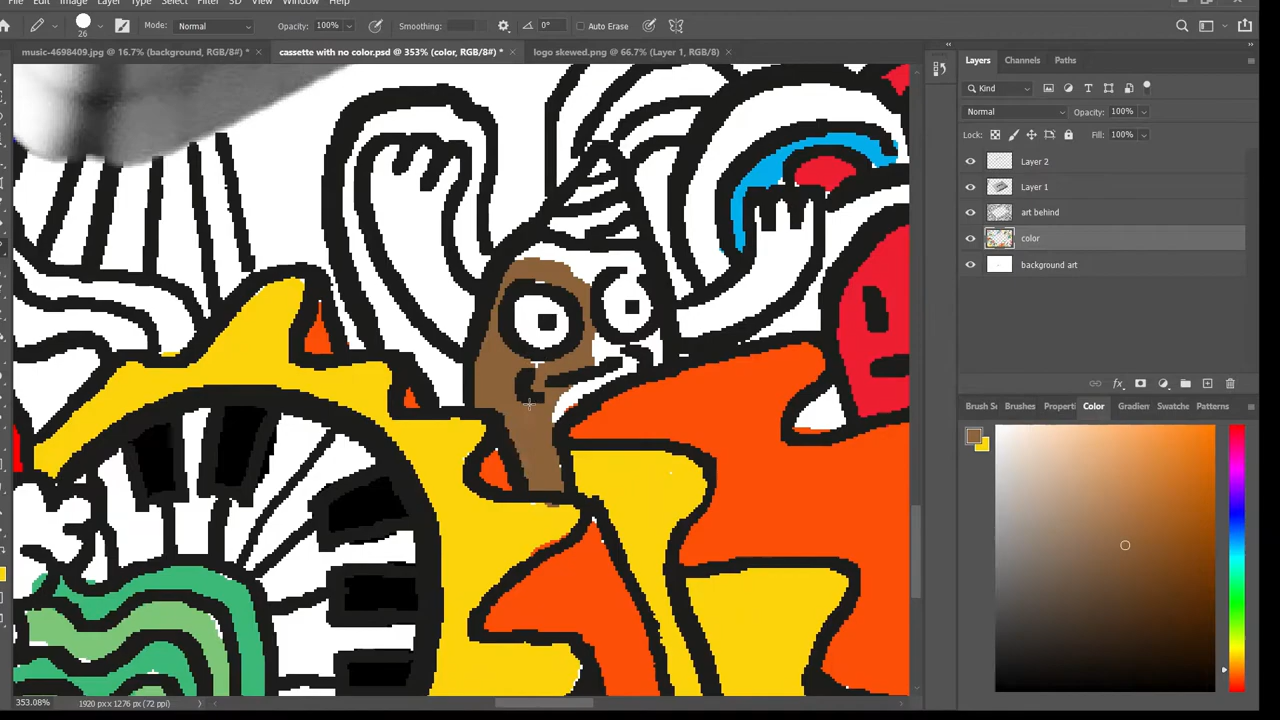 File Edit Image Layer Type Select Filter 3D View Window Help
26 Mode: Normal Opacity: 100% Smoothing: 0° Auto Erase
music-4698409.jpg @ 16.7% (background, RGB/8#) * × cassette with no color.psd @ 353% (color, RGB/8#) * × logo skewed.png @ 66.7% (Layer 1, RGB/8) ×
Layers Channels Paths
Kind
Normal Opacity: 100%
Lock: Fill: 100%
Layer 2
Layer 1
art behind
color
background art
fx
Brush Se Brushes Properti Color Gradien Swatche Patterns
353.08% 1920 px x 1276 px (72 ppi)